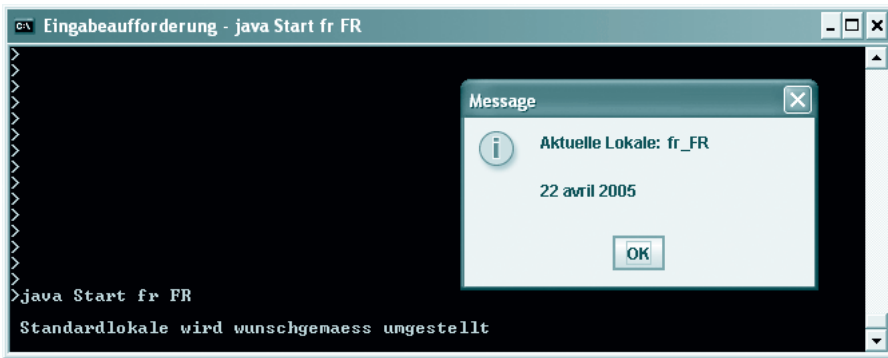 Eingabeaufforderung - java Start fr FR
>
>
>
>
>
>
>
>
>
>
>
>
>
>
>java Start fr FR
Standardlokale wird wunschgemaess umgestellt
Message
Aktuelle Lokale: fr_FR
22 avril 2005
OK